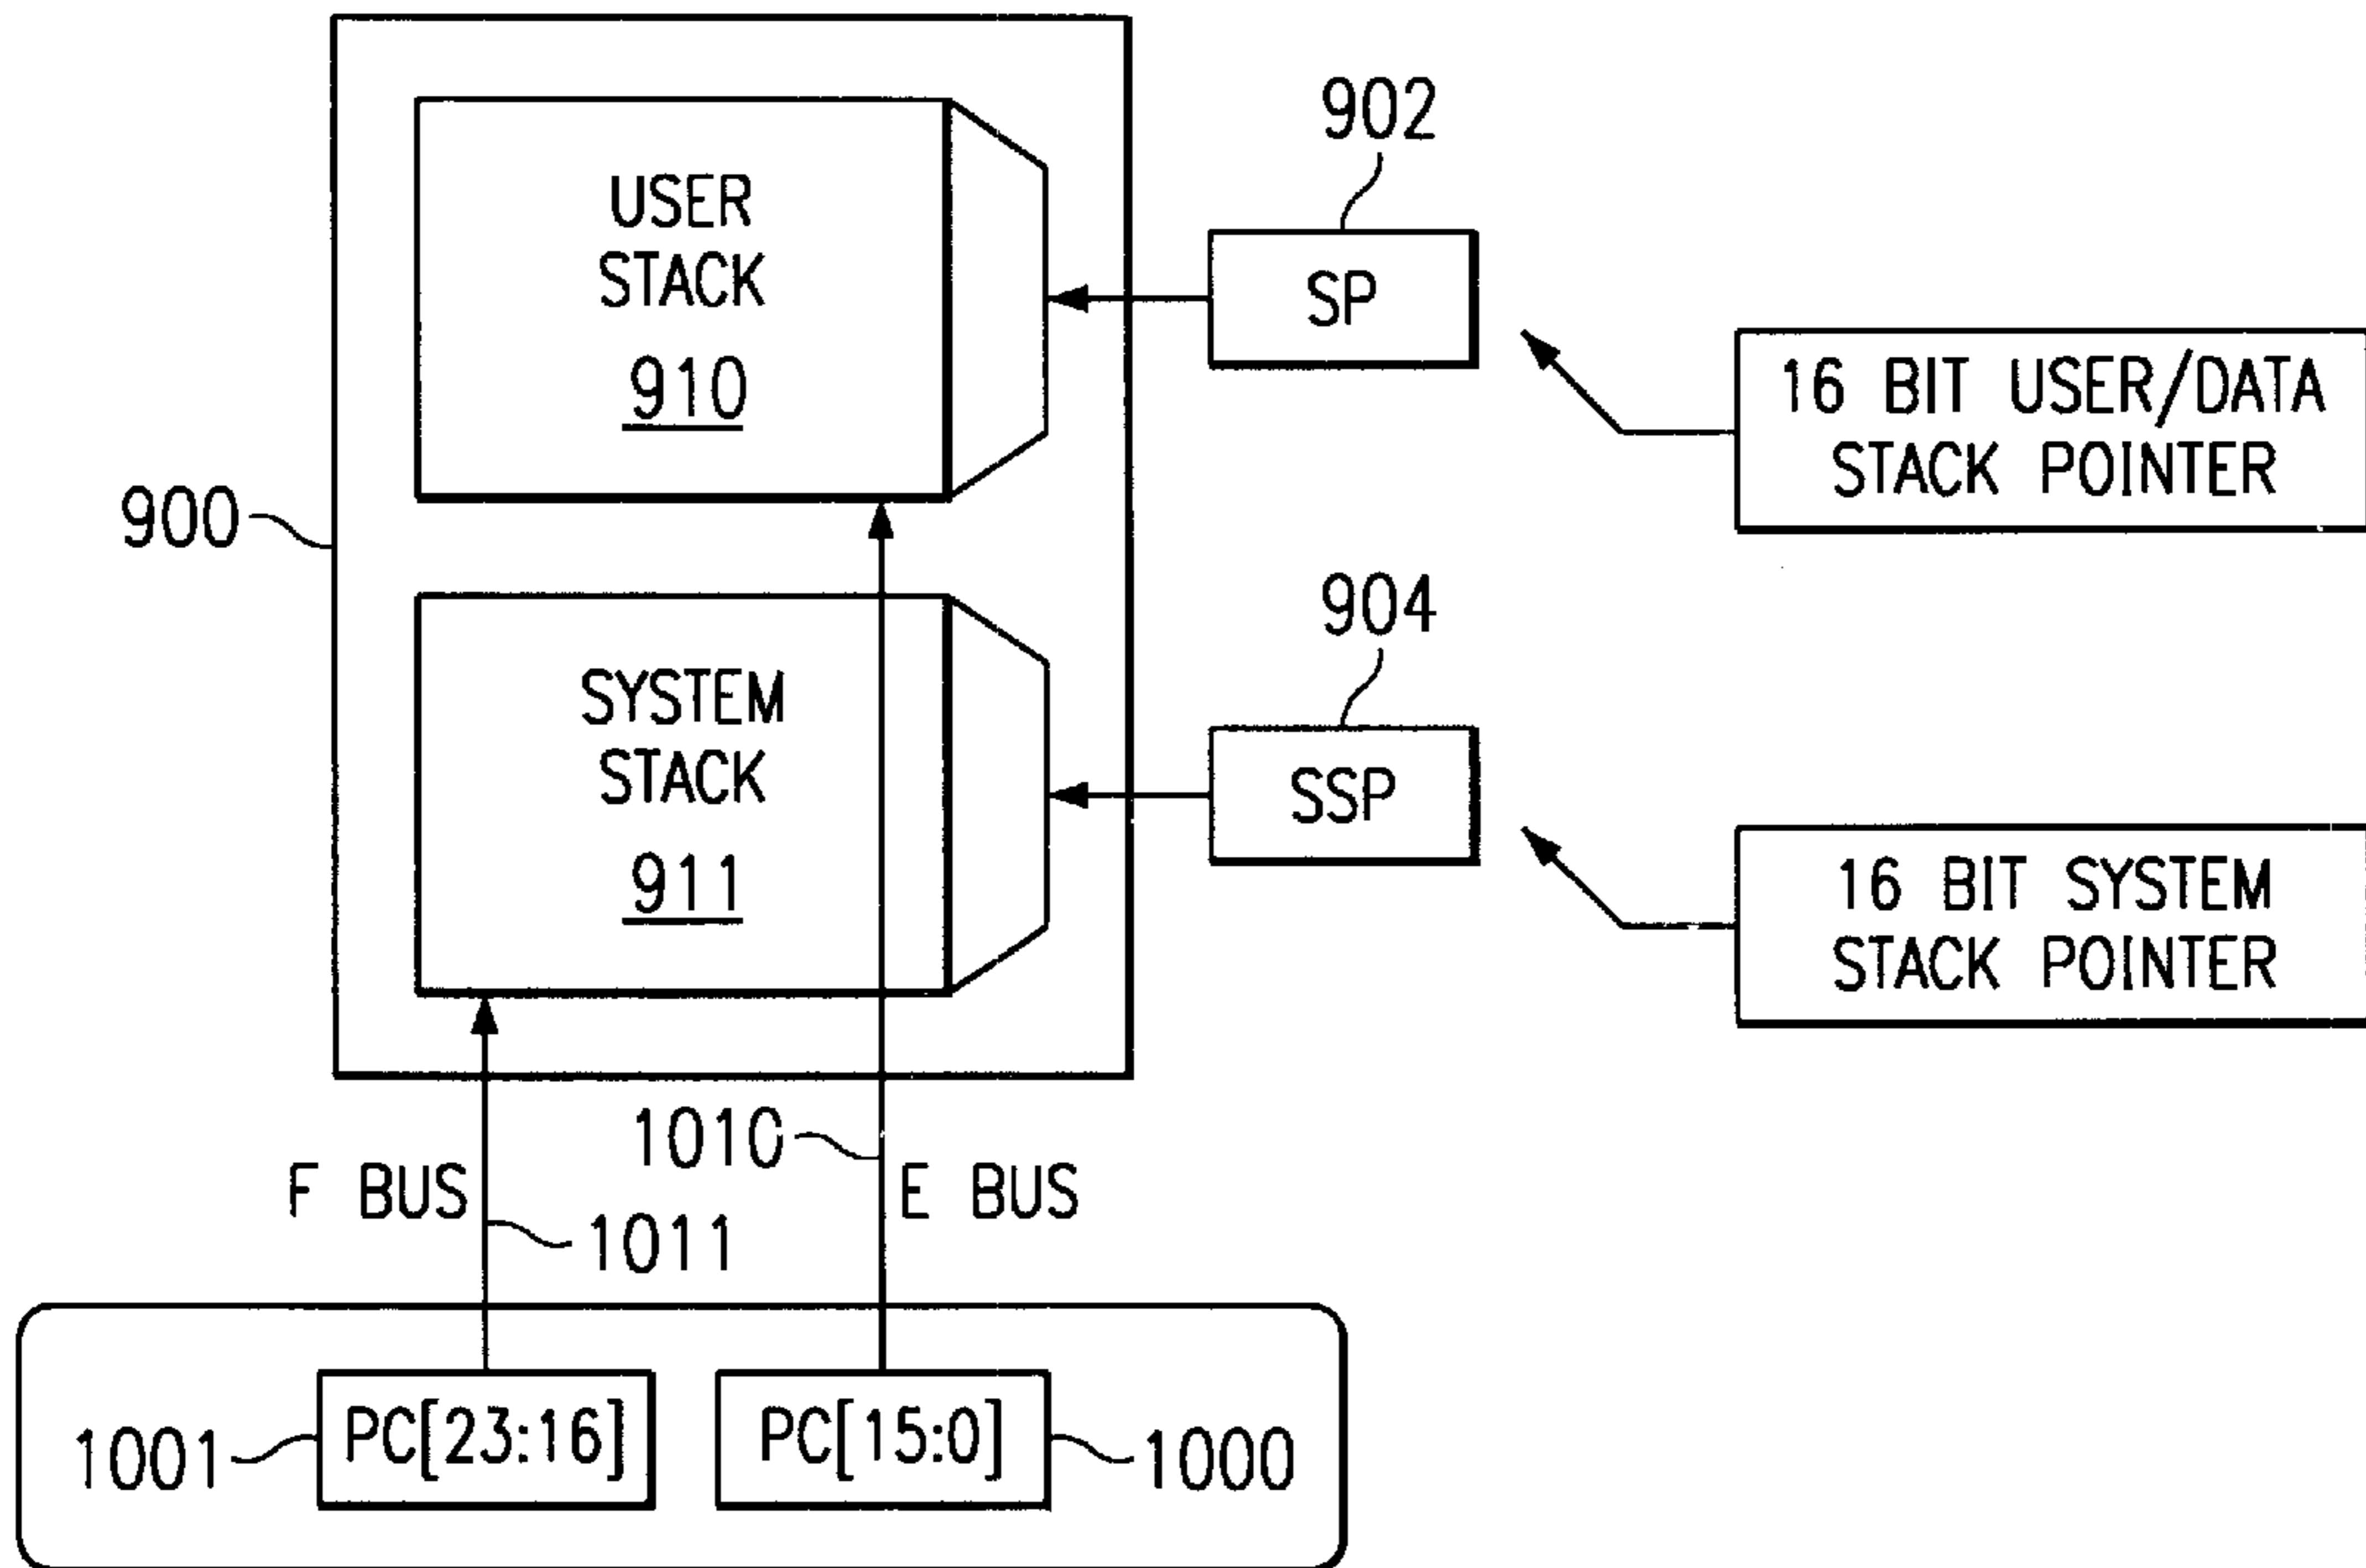 USER
STACK
910
902
SP
16 BIT USER/DATA
STACK POINTER
900
SYSTEM
STACK
911
904
SSP
16 BIT SYSTEM
STACK POINTER
1010
F BUS
E BUS
1011
1001
PC[23:16]
PC[15:0]
1000